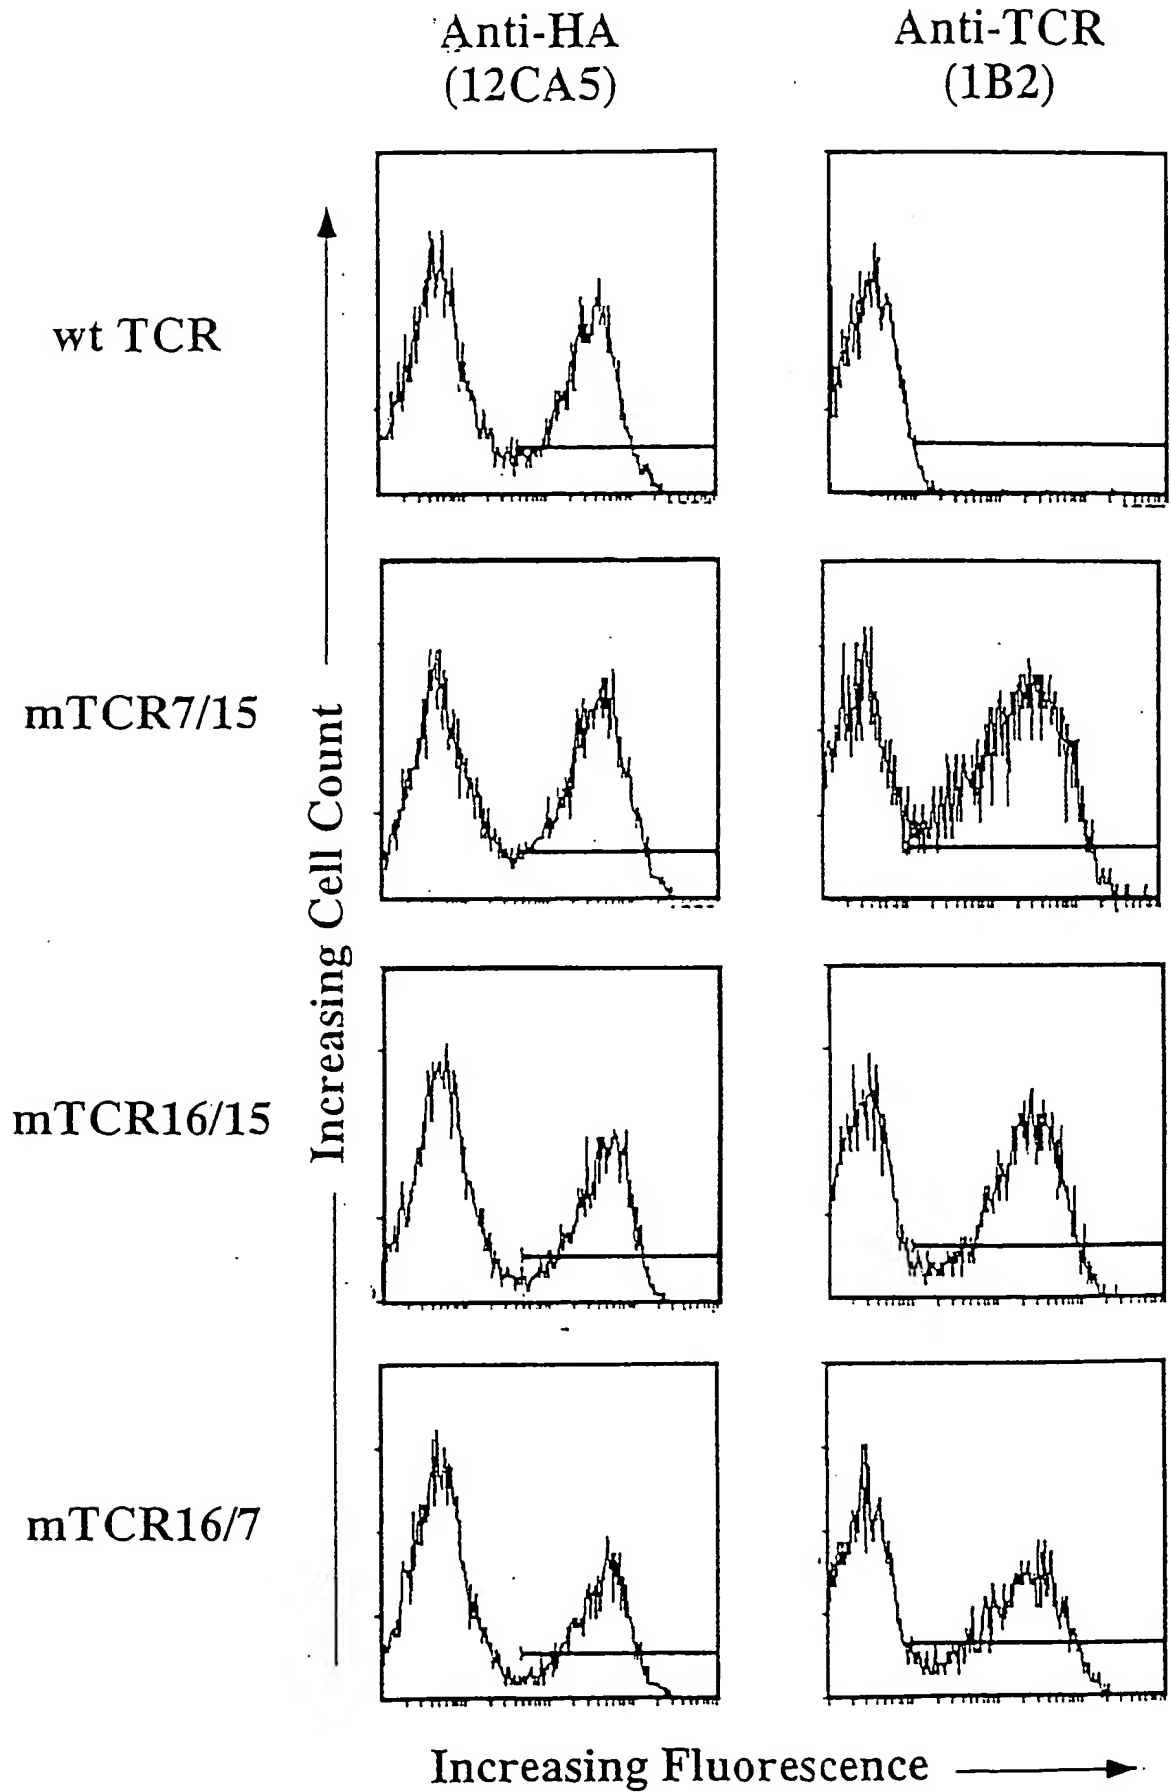 Anti-HA
(12CA5)
Anti-TCR
(1B2)
wt TCR
mTCR7/15
mTCR16/15
mTCR16/7
Increasing Cell Count
Increasing Fluorescence